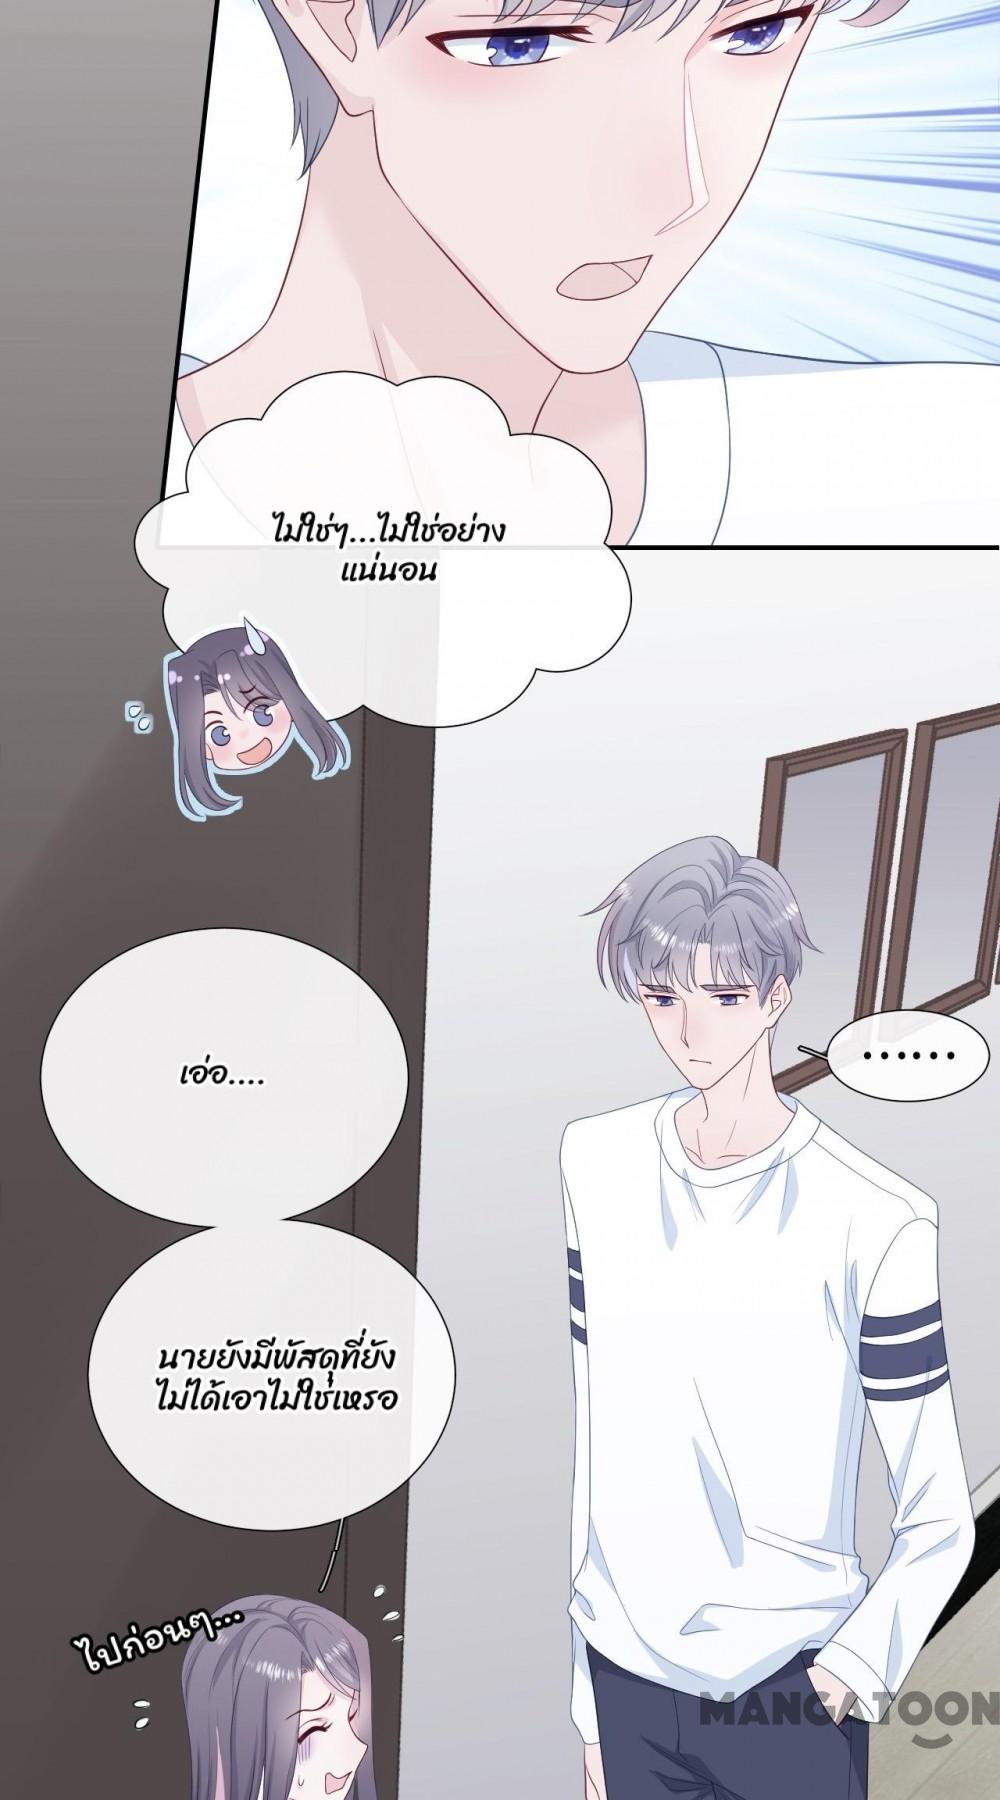 ไม่ใช่ๆ...ไม่ใช่อย่าง
แน่นอน
เอ่อ....
......
นายยังมีพัสดุที่ยัง
ไม่ได้เอาไม่ใช่เหรอ
ไปก่อนๆ...
MANGATOON